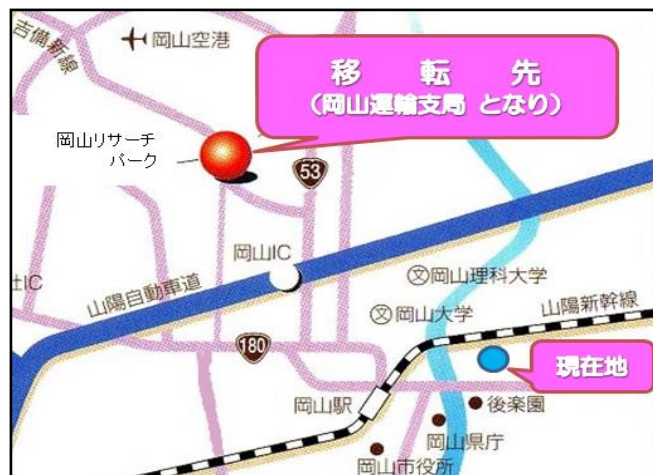 吉備新線
岡山空港
移 転 先
(岡山運輸支局 となり)
岡山リサーチ
パーク
53
岡山IC
社IC
山陽自動車道
岡山理科大学
岡山大学
山陽新幹線
180
現在地
岡山駅
後楽園
岡山県庁
岡山市役所